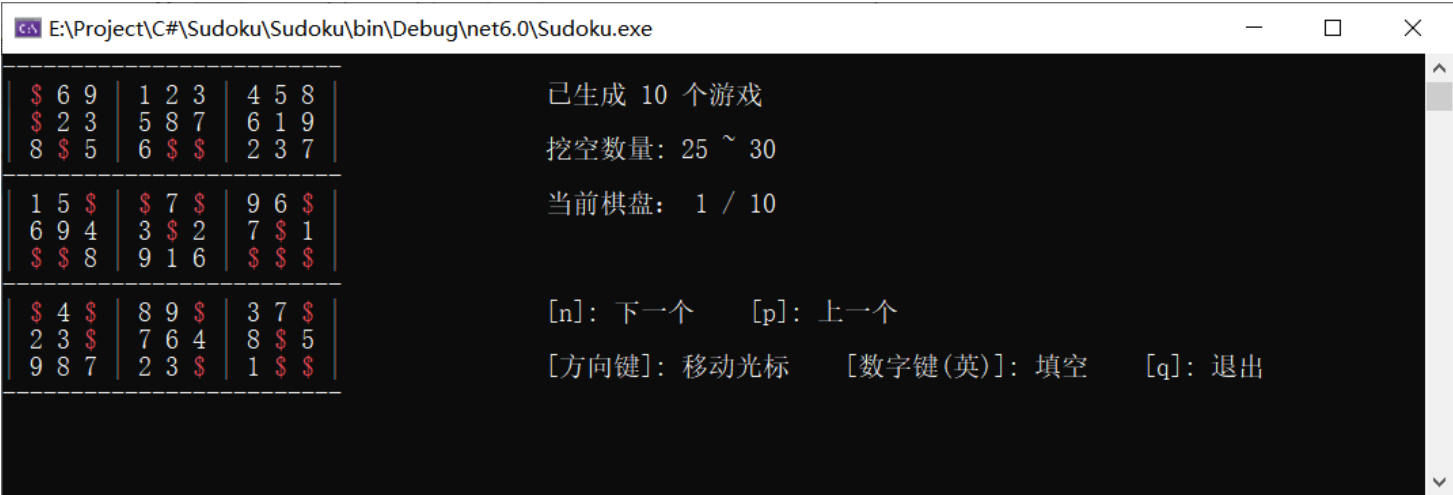 E:\Project\C#\Sudoku\Sudoku\bin\Debug\net6.0\Sudoku.exe
-------------------------
| $ 6 9 | 1 2 3 | 4 5 8 | 已生成 10 个游戏
| $ 2 3 | 5 8 7 | 6 1 9 |
| 8 $ 5 | 6 $ $ | 2 3 7 | 挖空数量: 25 ~ 30
-------------------------
| 1 5 $ | $ 7 $ | 9 6 $ | 当前棋盘: 1 / 10
| 6 9 4 | 3 $ 2 | 7 $ 1 |
| $ $ 8 | 9 1 6 | $ $ $ |
-------------------------
| $ 4 $ | 8 9 $ | 3 7 $ | [n]: 下一个 [p]: 上一个
| 2 3 $ | 7 6 4 | 8 $ 5 |
| 9 8 7 | 2 3 $ | 1 $ $ | [方向键]: 移动光标 [数字键(英)]: 填空 [q]: 退出
-------------------------